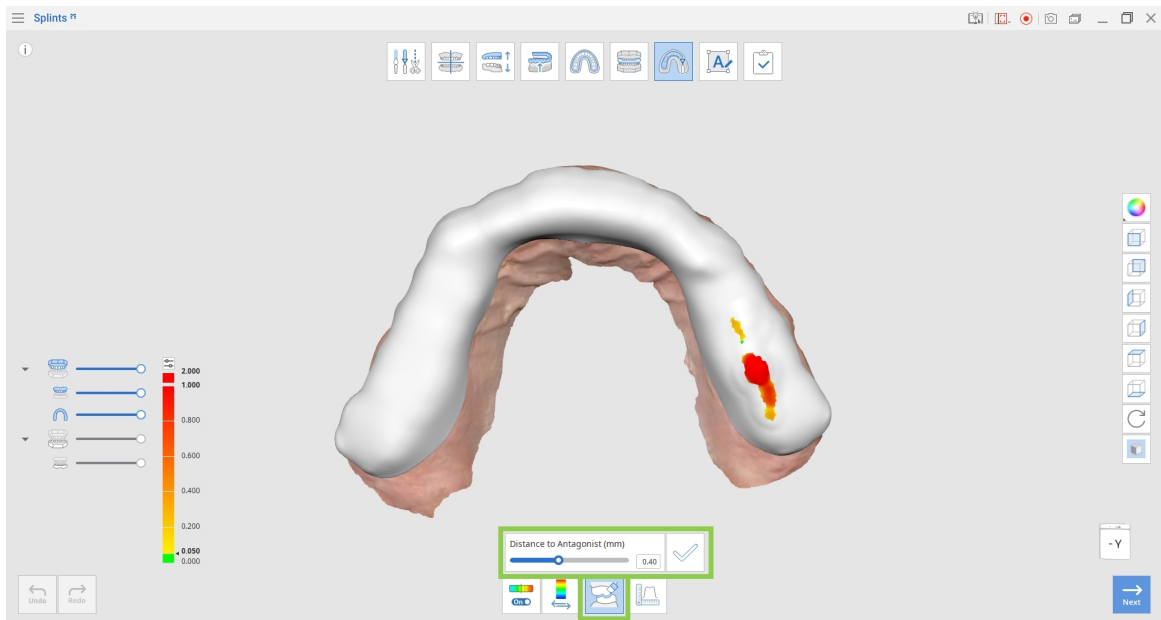 Splints
A
2.000
1.000
0.800
0.600
0.400
0.200
0.050
0.000
Distance to Antagonist (mm)
0.40
On
- Y
Undo
Redo
Next